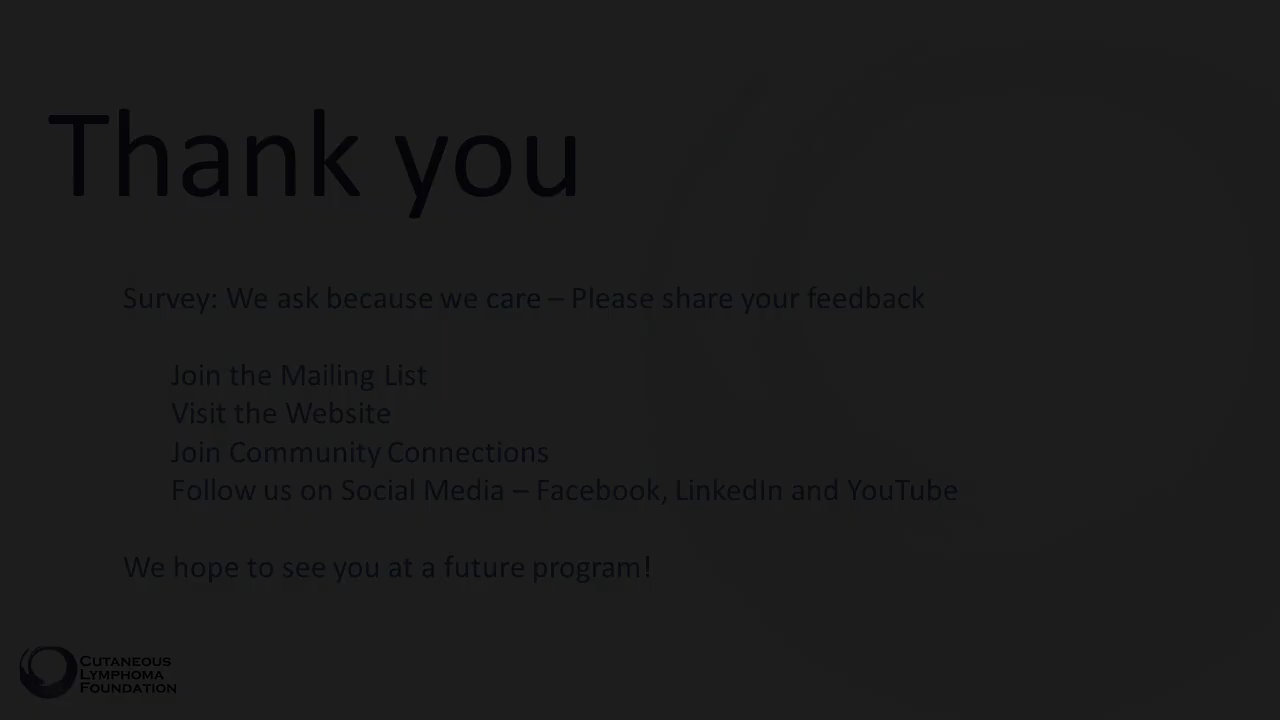 Thank you
Survey: We ask because we care – Please share your feedback
Join the Mailing List
Visit the Website
Join Community Connections
Follow us on Social Media – Facebook, LinkedIn and YouTube
We hope to see you at a future program!
CUTANEOUS
LYMPHOMA
FOUNDATION